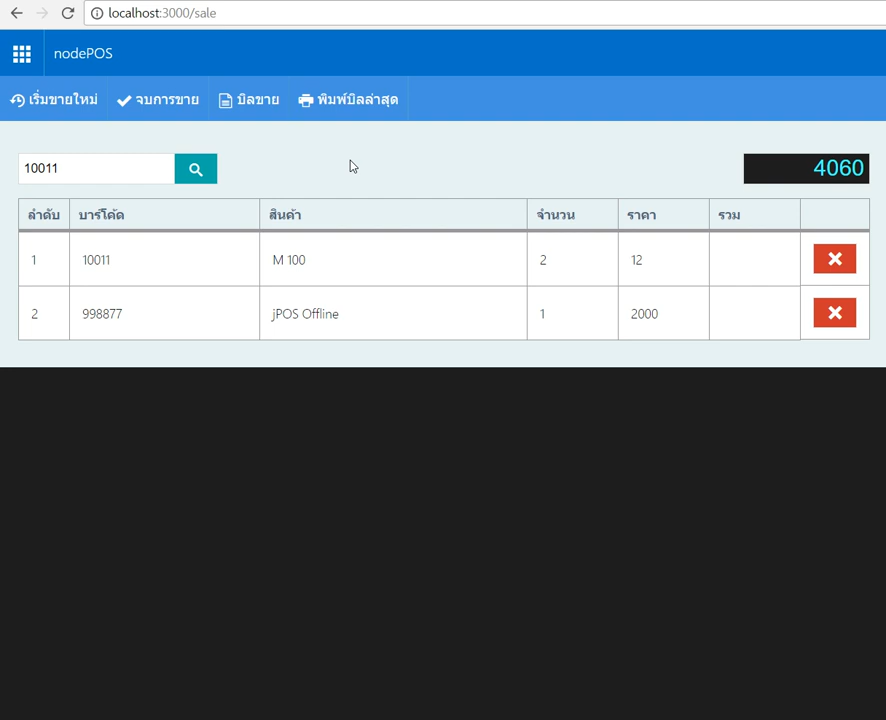 localhost:3000/sale
nodePOS
เริ่มขายใหม่ จบการขาย บิลขาย พิมพ์บิลล่าสุด
10011 4060
ลำดับ บาร์โค้ด สินค้า จำนวน ราคา รวม
1 10011 M 100 2 12
2 998877 jPOS Offline 1 2000